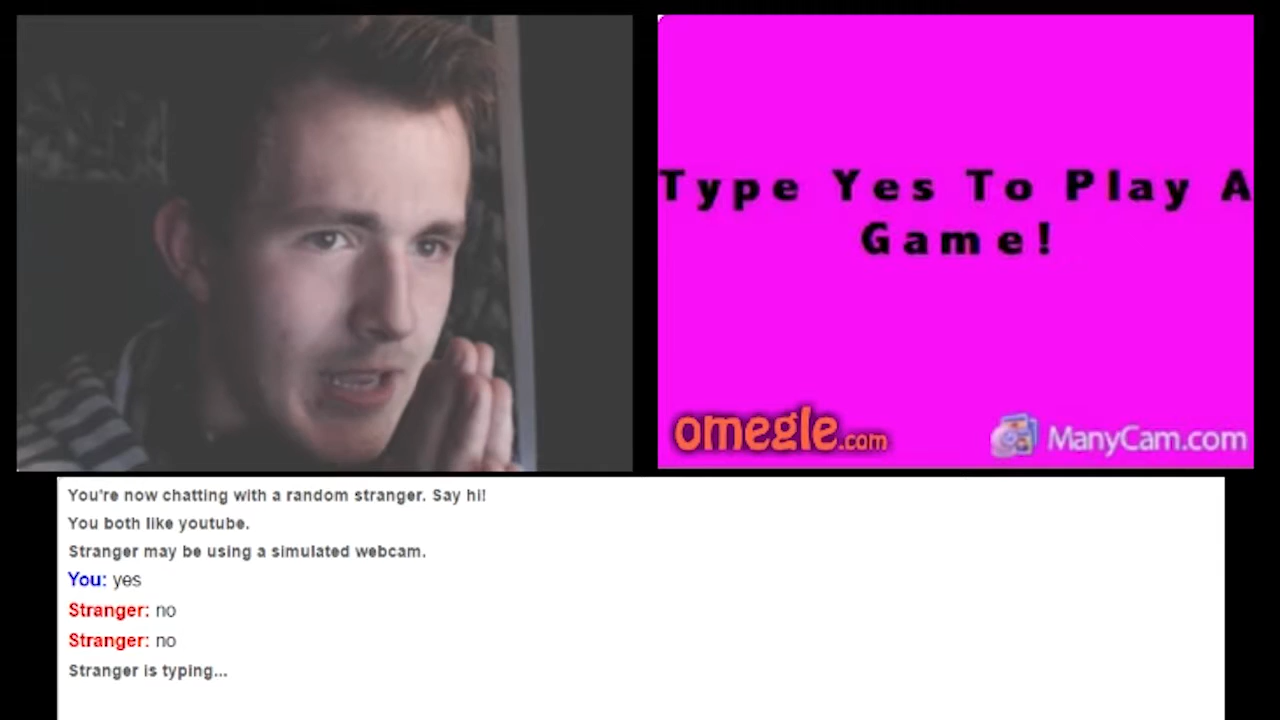 Type Yes To Play A
Game!
omegle.com
ManyCam.com
You're now chatting with a random stranger. Say hi!
You both like youtube.
Stranger may be using a simulated webcam.
You: yes
Stranger: no
Stranger: no
Stranger is typing...